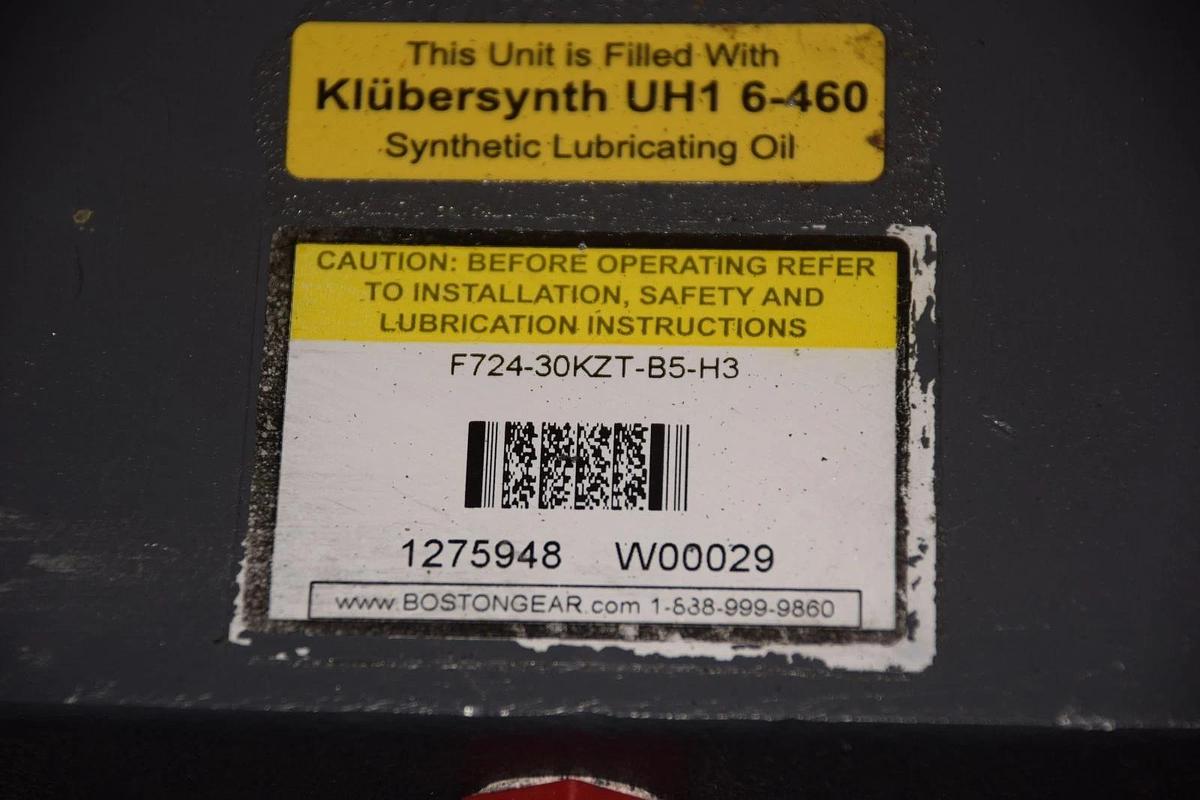 This Unit is Filled With
Klübersynth UH1 6-460
Synthetic Lubricating Oil
CAUTION: BEFORE OPERATING REFER
TO INSTALLATION, SAFETY AND
LUBRICATION INSTRUCTIONS
F724-30KZT-B5-H3
1275948 W00029
www.BOSTONGEAR.com 1-888-999-9860